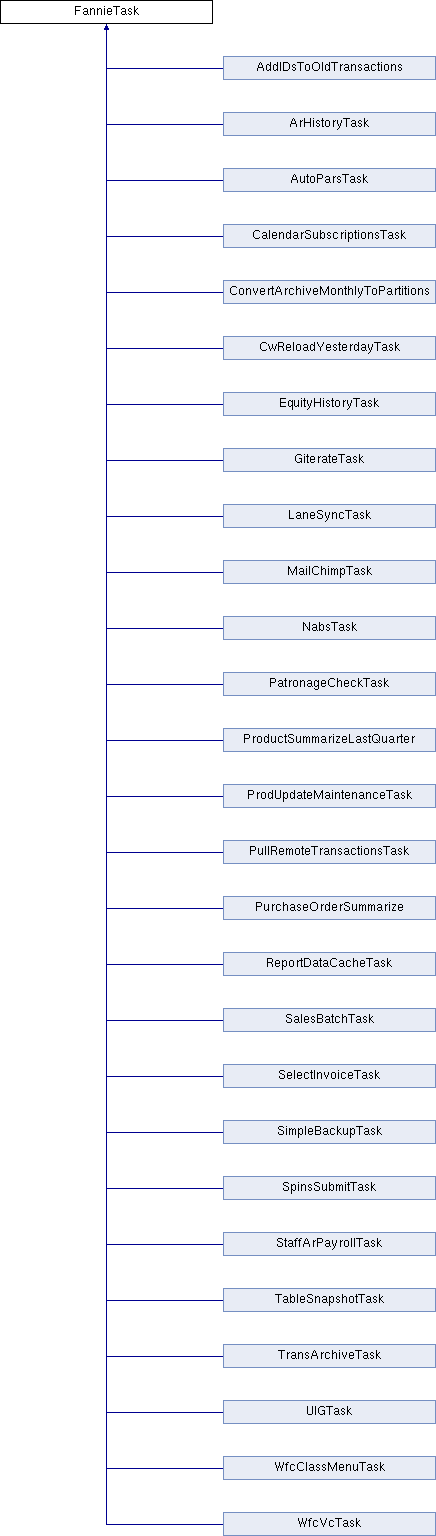 FannieTask
AddIDsToOldTransactions
ArHistoryTask
AutoParsTask
CalendarSubscriptionsTask
ConvertArchiveMonthlyToPartitions
CwReloadYesterdayTask
EquityHistoryTask
GiterateTask
LaneSyncTask
MailChimpTask
NabsTask
PatronageCheckTask
ProductSummarizeLastQuarter
ProdUpdateMaintenanceTask
PullRemoteTransactionsTask
PurchaseOrderSummarize
ReportDataCacheTask
SalesBatchTask
SelectInvoiceTask
SimpleBackupTask
SpinsSubmitTask
StaffArPayrollTask
TableSnapshotTask
TransArchiveTask
UIGTask
WfcClassMenuTask
WfcVcTask